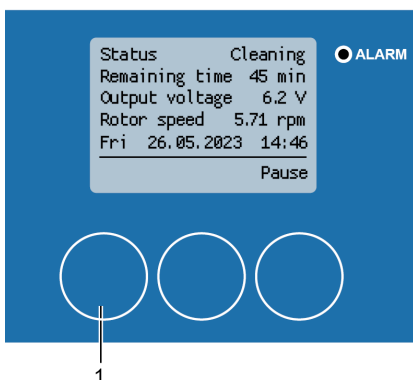 Status Cleaning
ALARM
Remaining time 45 min
Output voltage 6.2 V
Rotor speed 5.71 rpm
Fri 26.05.2023 14:46
Pause
1